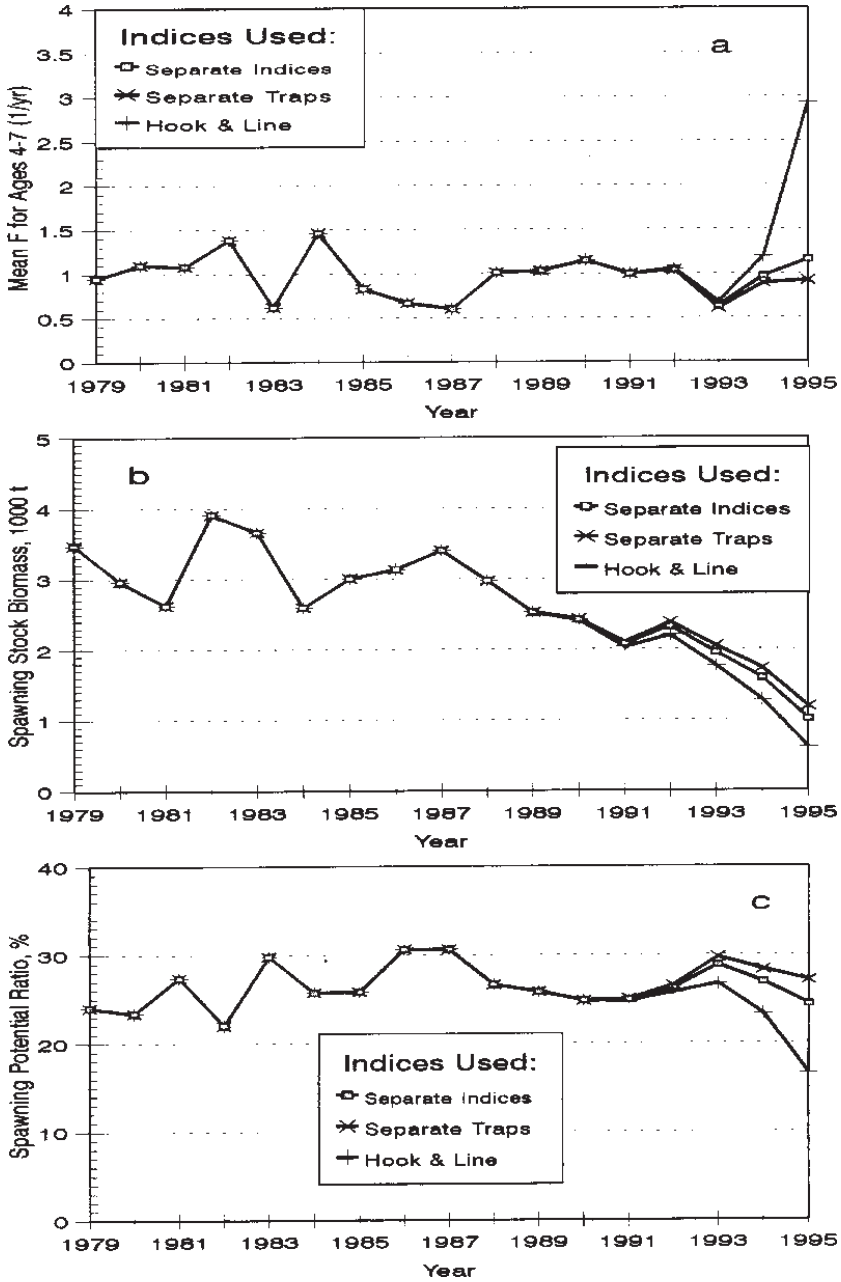 Mean F for Ages 4-7 (1/yr)
4
3.5
3
2.5
2
1.5
1
0.5
0
Indices Used:
Separate Indices
Separate Traps
Hook & Line
a
1979 1981 1983 1985 1987 1989 1991 1993 1995
Year
Spawning Stock Biomass, 1000 t
5
4
3
2
1
0
b
Indices Used:
Separate Indices
Separate Traps
Hook & Line
1979 1981 1983 1985 1987 1989 1991 1993 1995
Year
Spawning Potential Ratio, %
40
30
20
10
0
c
Indices Used:
Separate Indices
Separate Traps
Hook & Line
1979 1981 1983 1985 1987 1989 1991 1993 1995
Year